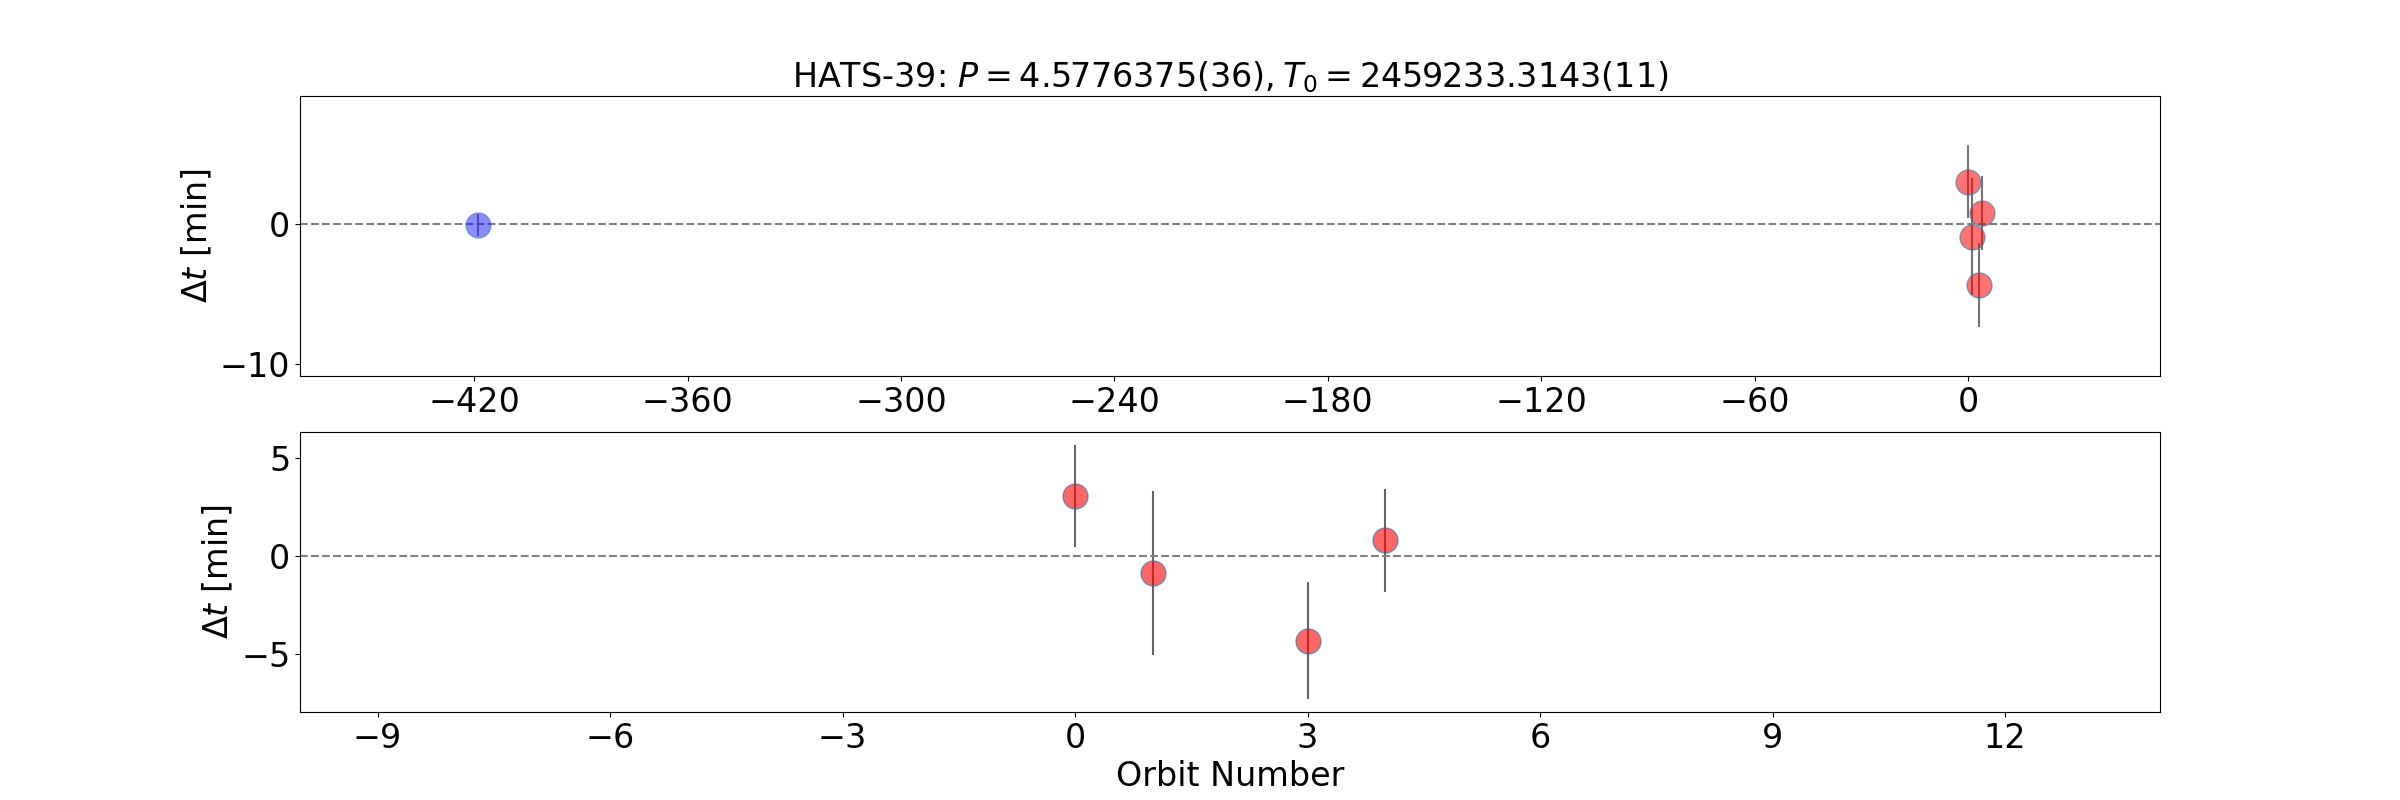 HATS-39: P = 4.5776375(36), T₀ = 2459233.3143(11)
Δt [min]
0
−10
−420 −360 −300 −240 −180 −120 −60 0
Δt [min]
5
0
−5
−9 −6 −3 0 3 6 9 12
Orbit Number